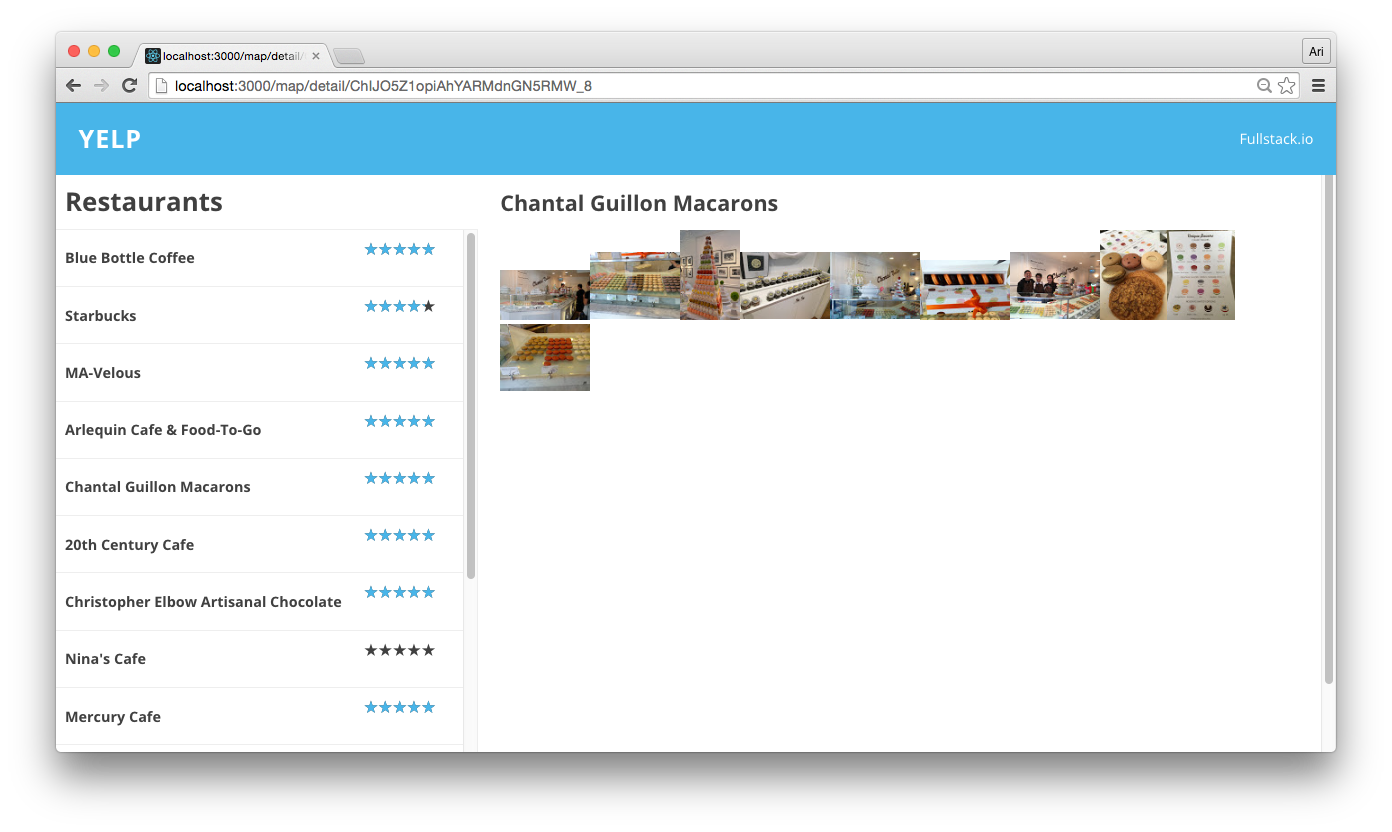 localhost:3000/map/detail/
Ari
localhost:3000/map/detail/ChIJO5Z1opiAhYARMdnGN5RMW_8
YELP
Fullstack.io
Restaurants
Chantal Guillon Macarons
Blue Bottle Coffee
Starbucks
MA-Velous
Arlequin Cafe & Food-To-Go
Chantal Guillon Macarons
20th Century Cafe
Christopher Elbow Artisanal Chocolate
Nina's Cafe
Mercury Cafe